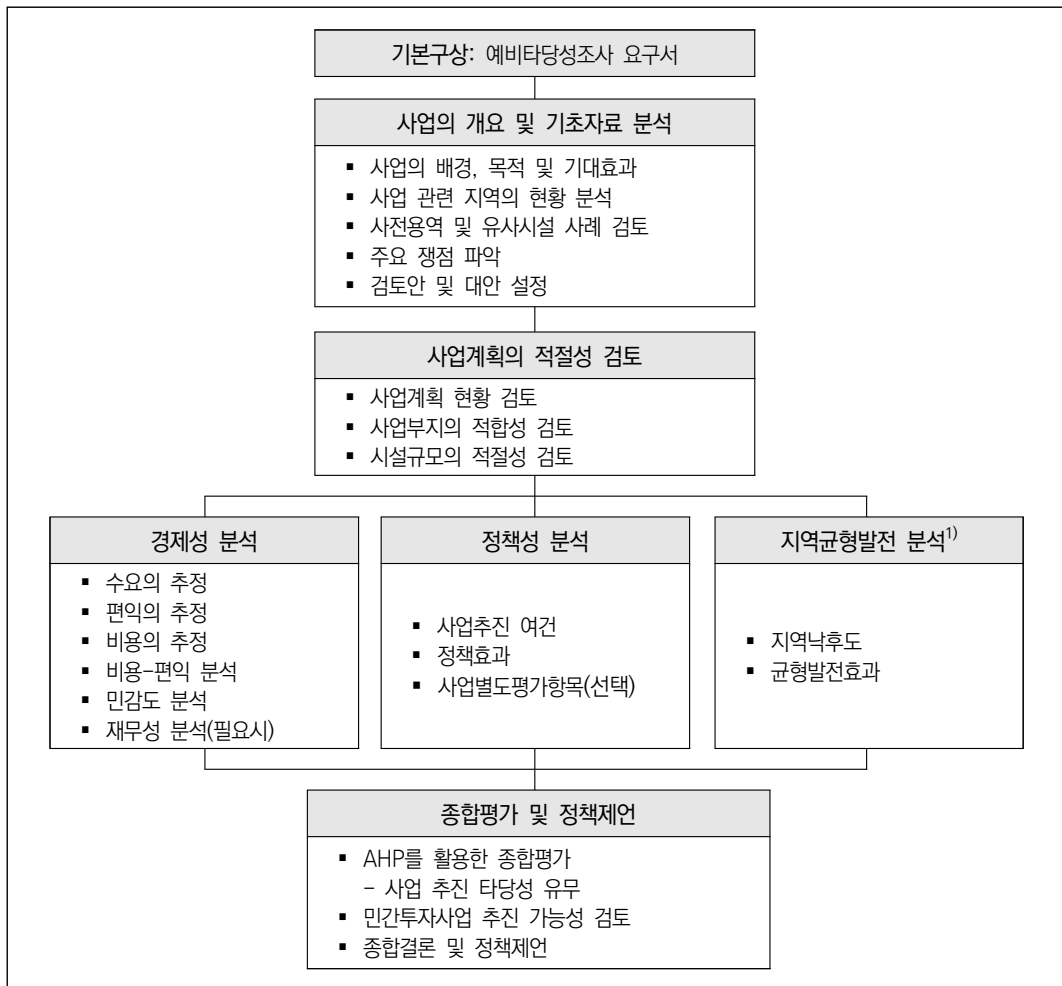 기본구상: 예비타당성조사 요구서
사업의 개요 및 기초자료 분석
▪ 사업의 배경, 목적 및 기대효과
▪ 사업 관련 지역의 현황 분석
▪ 사전용역 및 유사시설 사례 검토
▪ 주요 쟁점 파악
▪ 검토안 및 대안 설정
사업계획의 적절성 검토
▪ 사업계획 현황 검토
▪ 사업부지의 적합성 검토
▪ 시설규모의 적절성 검토
경제성 분석
▪ 수요의 추정
▪ 편익의 추정
▪ 비용의 추정
▪ 비용-편익 분석
▪ 민감도 분석
▪ 재무성 분석(필요시)
정책성 분석
▪ 사업추진 여건
▪ 정책효과
▪ 사업별도평가항목(선택)
지역균형발전 분석1)
▪ 지역낙후도
▪ 균형발전효과
종합평가 및 정책제언
▪ AHP를 활용한 종합평가
- 사업 추진 타당성 유무
▪ 민간투자사업 추진 가능성 검토
▪ 종합결론 및 정책제언